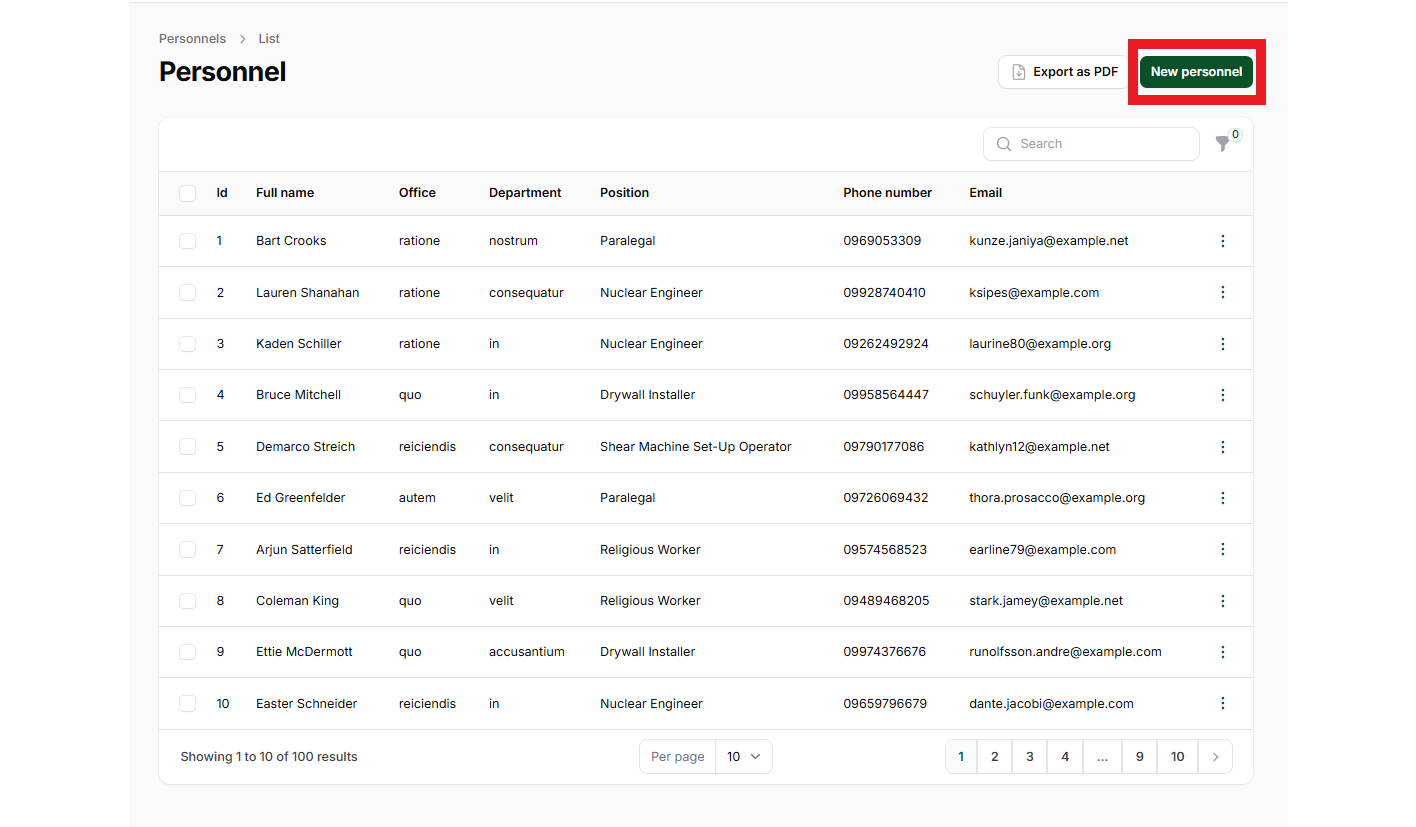 Personnels > List
Personnel
Export as PDF New personnel
Search 0
Id Full name Office Department Position Phone number Email
1 Bart Crooks ratione nostrum Paralegal 0969053309 kunze.janiya@example.net
2 Lauren Shanahan ratione consequatur Nuclear Engineer 09928740410 ksipes@example.com
3 Kaden Schiller ratione in Nuclear Engineer 09262492924 laurine80@example.org
4 Bruce Mitchell quo in Drywall Installer 09958564447 schuyler.funk@example.org
5 Demarco Streich reiciendis consequatur Shear Machine Set-Up Operator 09790177086 kathlyn12@example.net
6 Ed Greenfelder autem velit Paralegal 09726069432 thora.prosacco@example.org
7 Arjun Satterfield reiciendis in Religious Worker 09574568523 earline79@example.com
8 Coleman King quo velit Religious Worker 09489468205 stark.jamey@example.net
9 Ettie McDermott quo accusantium Drywall Installer 09974376676 runolfsson.andre@example.com
10 Easter Schneider reiciendis in Nuclear Engineer 09659796679 dante.jacobi@example.com
Showing 1 to 10 of 100 results Per page 10 1 2 3 4 ... 9 10 >